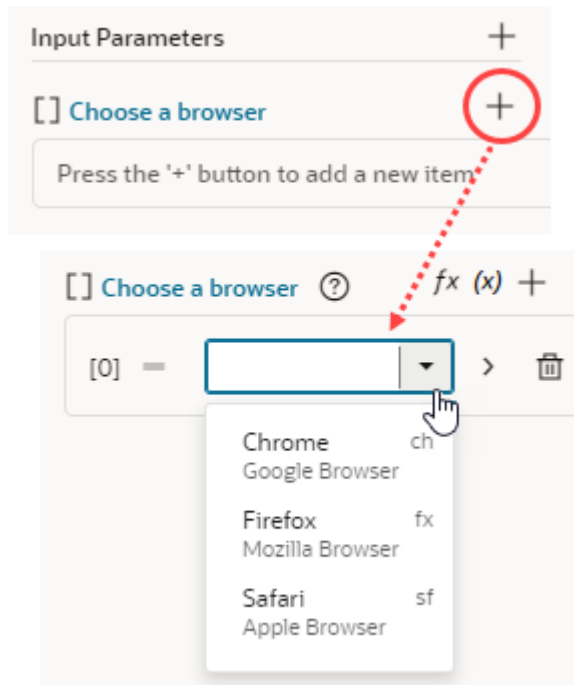 Input Parameters +
[] Choose a browser +
Press the '+' button to add a new item
[] Choose a browser ? fx (x) +
[0] =
Chrome ch
Google Browser
Firefox fx
Mozilla Browser
Safari sf
Apple Browser